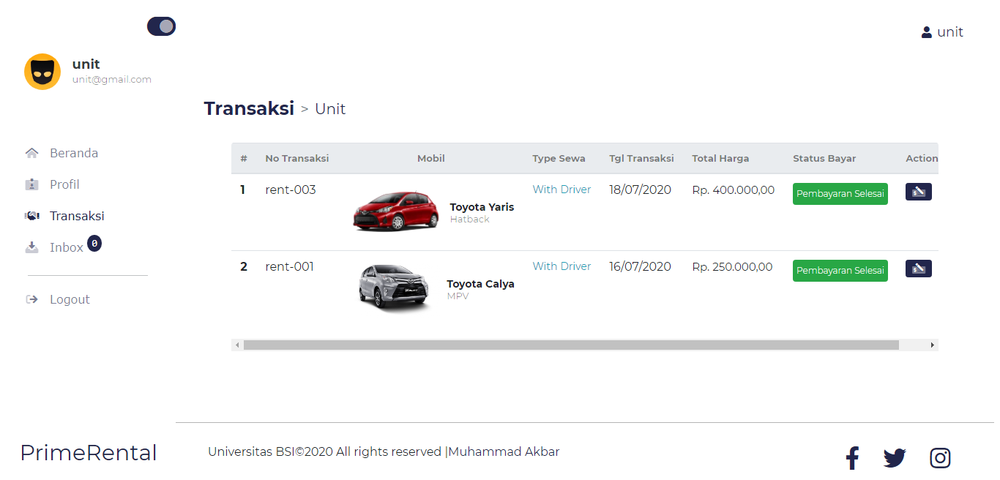 unit
unit
unit@gmail.com
Transaksi > Unit
Beranda
Profil
Transaksi
Inbox 0
Logout
# No Transaksi Mobil Type Sewa Tgl Transaksi Total Harga Status Bayar Action
1 rent-003 Toyota Yaris With Driver 18/07/2020 Rp. 400.000,00 Pembayaran Selesai
Hatback
2 rent-001 Toyota Calya With Driver 16/07/2020 Rp. 250.000,00 Pembayaran Selesai
MPV
PrimeRental
Universitas BSI©2020 All rights reserved |Muhammad Akbar